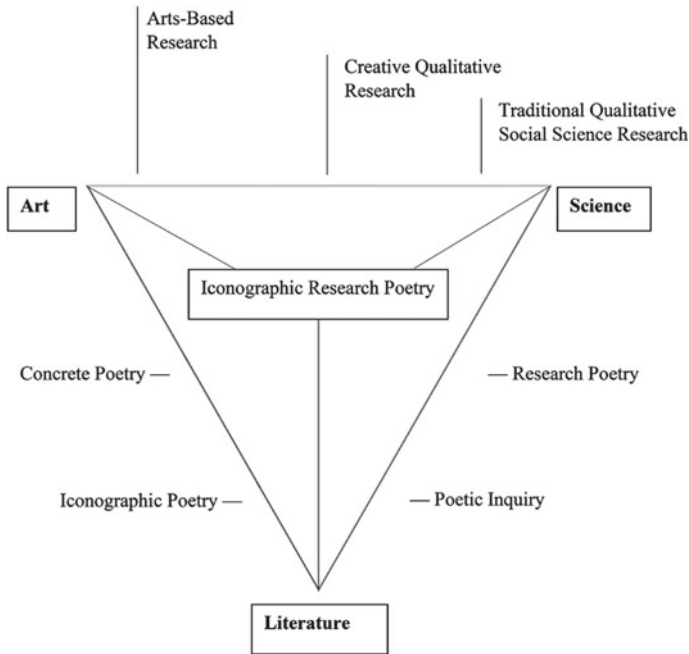 Arts-Based
Research
Creative Qualitative
Research
Traditional Qualitative
Social Science Research
Art
Science
Iconographic Research Poetry
Concrete Poetry
Research Poetry
Iconographic Poetry
Poetic Inquiry
Literature